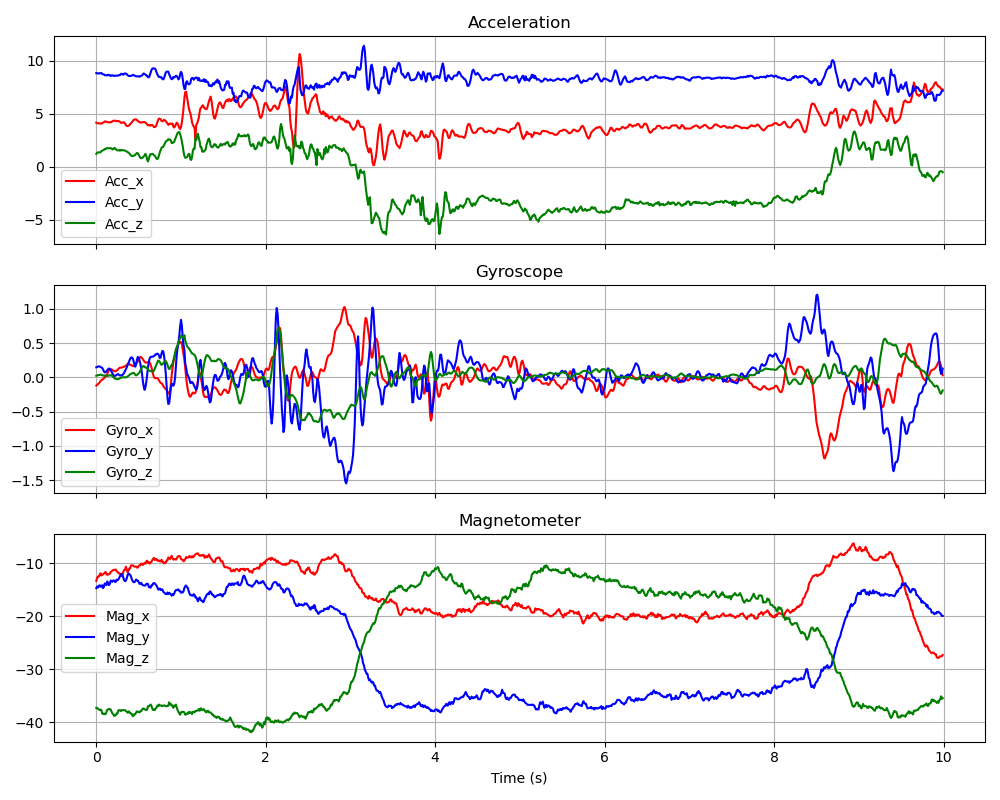 Acceleration
10
5
0
−5
Acc_x
Acc_y
Acc_z
Gyroscope
1.0
0.5
0.0
−0.5
−1.0
−1.5
Gyro_x
Gyro_y
Gyro_z
Magnetometer
−10
−20
−30
−40
Mag_x
Mag_y
Mag_z
0 2 4 6 8 10
Time (s)